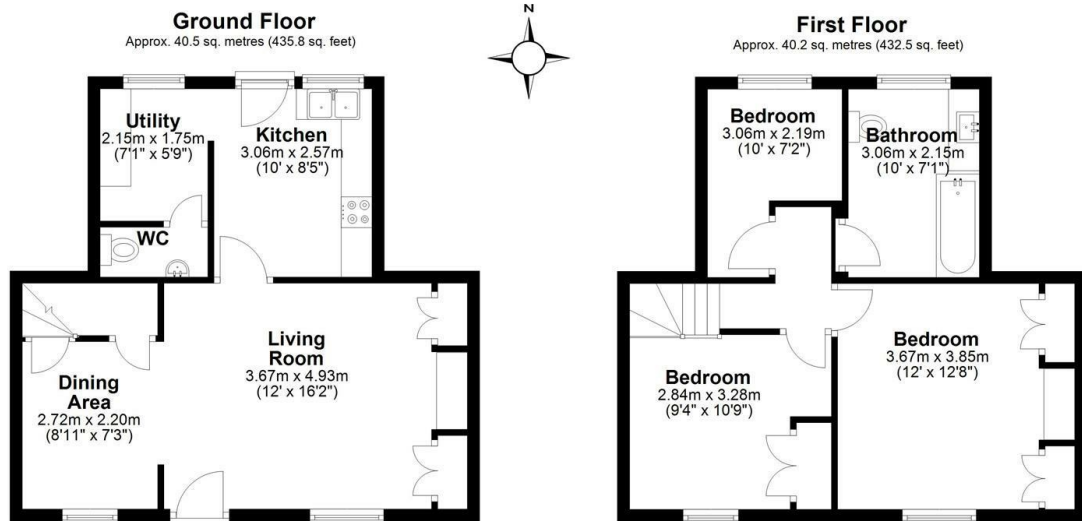 Ground Floor
Approx. 40.5 sq. metres (435.8 sq. feet)
Utility
2.15m x 1.75m
(7'1" x 5'9")
Kitchen
3.06m x 2.57m
(10' x 8'5")
WC
Living
Room
3.67m x 4.93m
(12' x 16'2")
Dining
Area
2.72m x 2.20m
(8'11" x 7'3")
N
First Floor
Approx. 40.2 sq. metres (432.5 sq. feet)
Bedroom
3.06m x 2.19m
(10' x 7'2")
Bathroom
3.06m x 2.15m
(10' x 7'1")
Bedroom
2.84m x 3.28m
(9'4" x 10'9")
Bedroom
3.67m x 3.85m
(12' x 12'8")